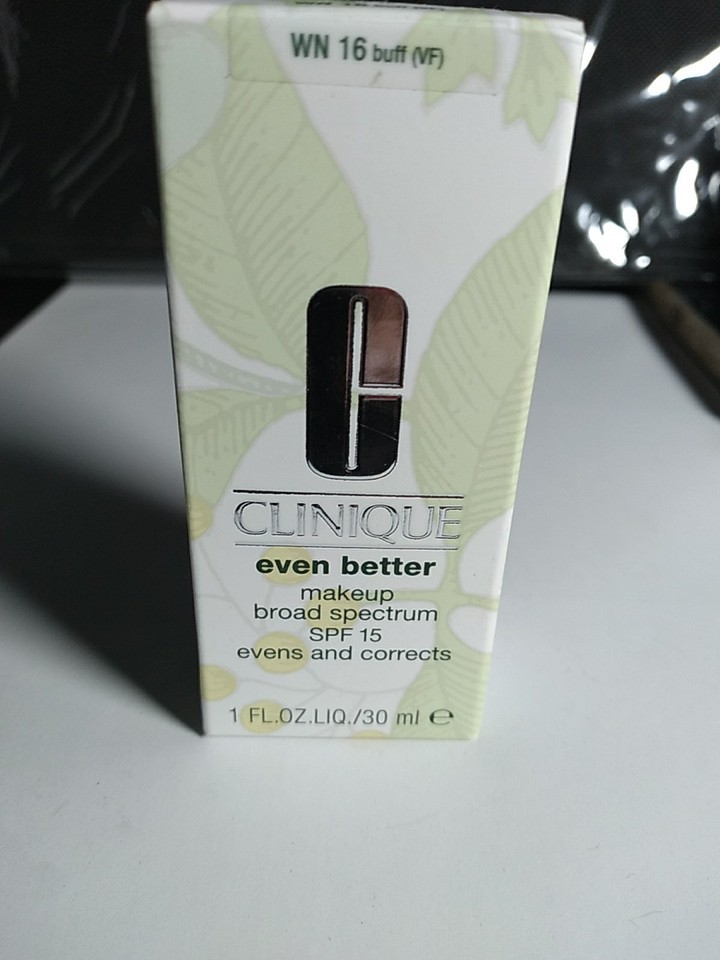 WN 16 buff (VF)
CLINIQUE
even better
makeup
broad spectrum
SPF 15
evens and corrects
1 FL.OZ.LIQ./30 ml ℮